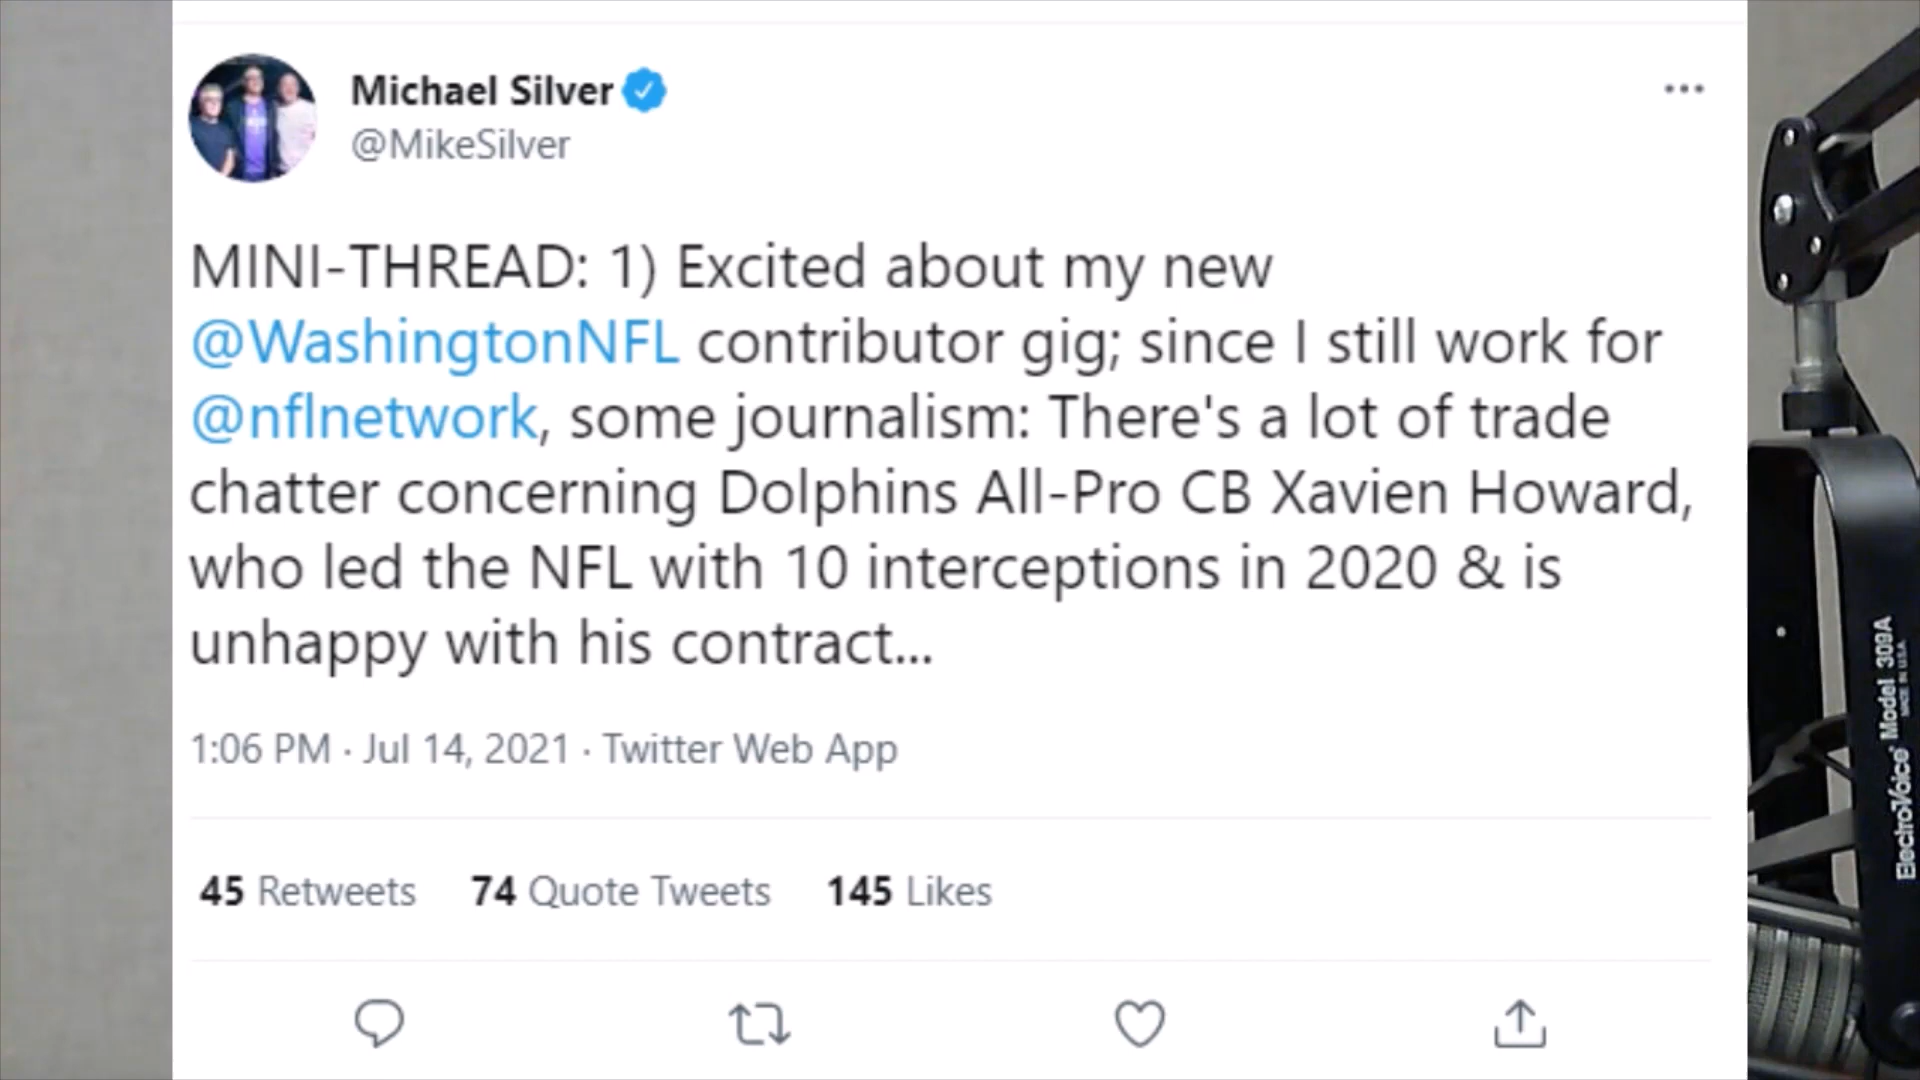 Michael Silver
@MikeSilver
MINI-THREAD: 1) Excited about my new
@WashingtonNFL contributor gig; since I still work for
@nflnetwork, some journalism: There's a lot of trade
chatter concerning Dolphins All-Pro CB Xavien Howard,
who led the NFL with 10 interceptions in 2020 & is
unhappy with his contract...
1:06 PM · Jul 14, 2021 · Twitter Web App
45 Retweets 74 Quote Tweets 145 Likes
ElectroVoice® Model 309A
MADE IN U.S.A.